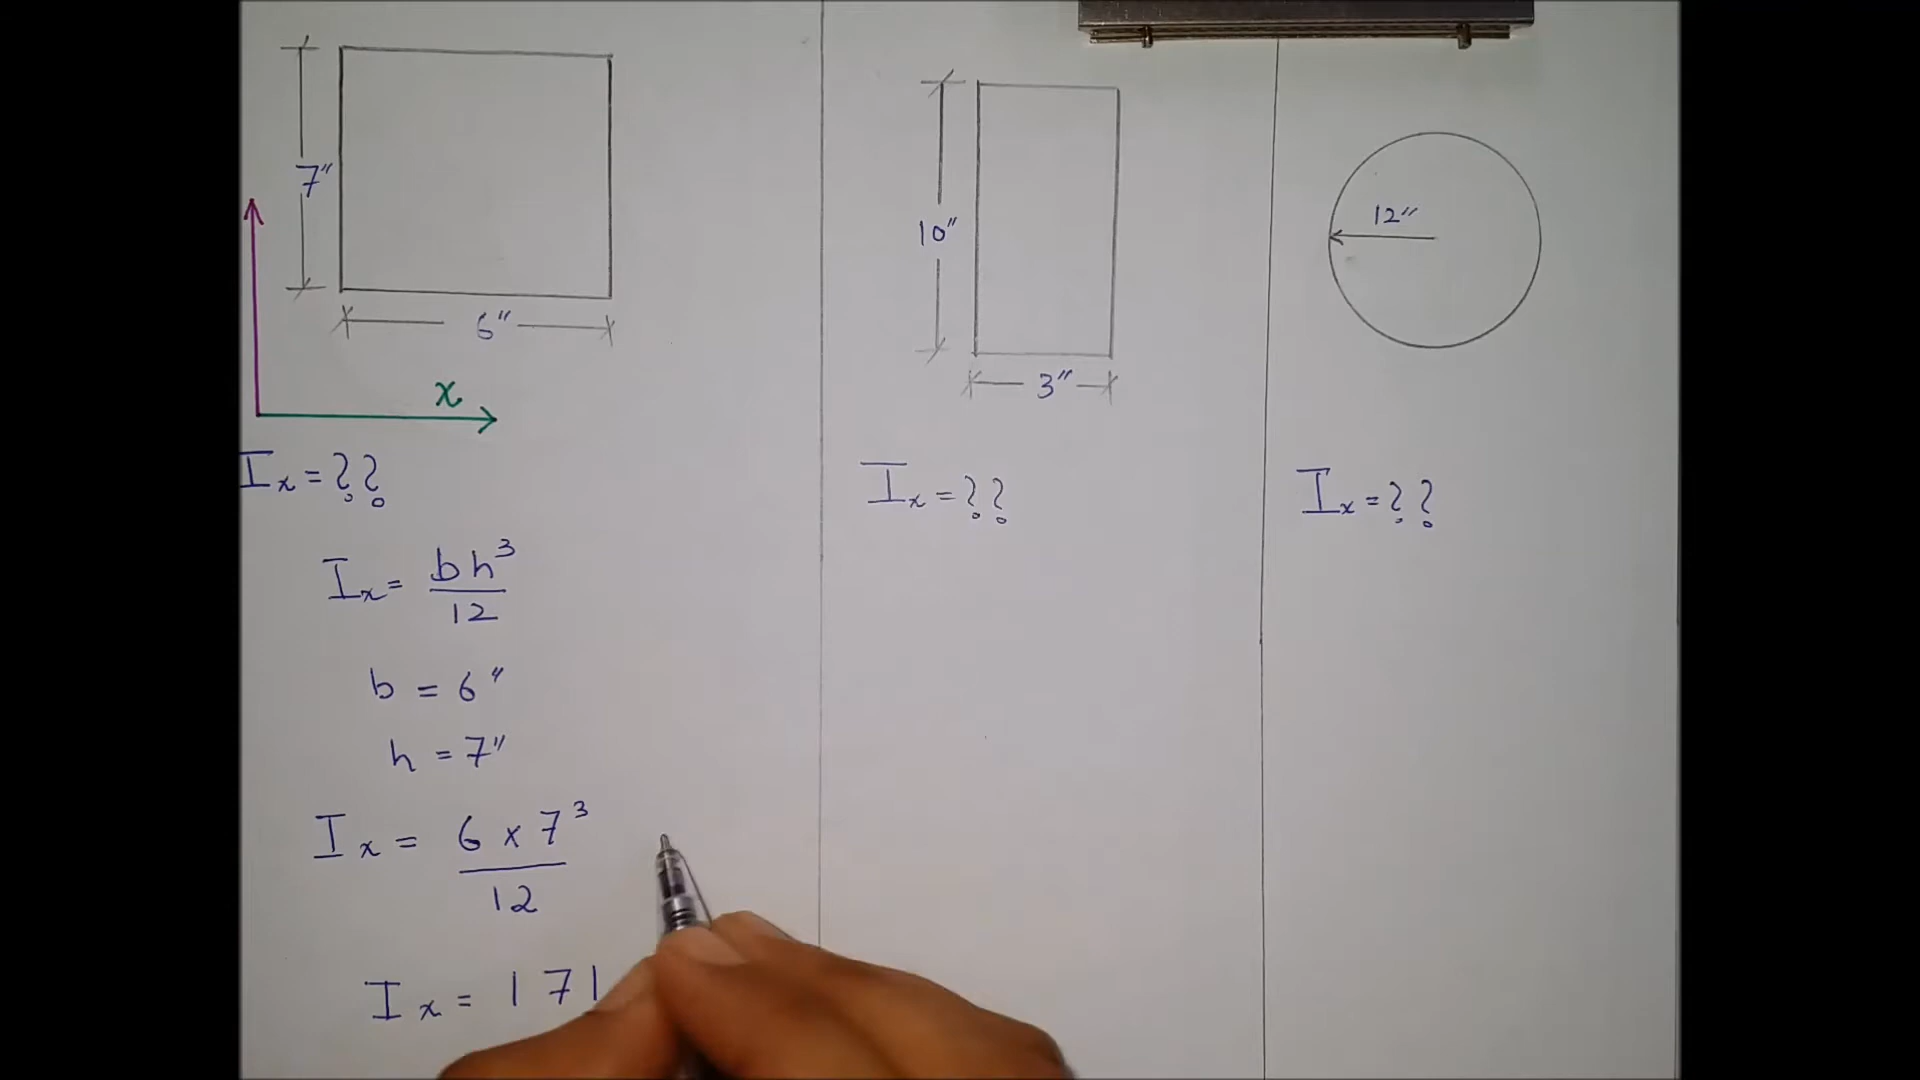 7"
6"
x
Ix = ??
Ix = bh³/12
b = 6"
h = 7"
Ix = 6 x 7³/12
Ix = 171
10"
3"
Ix = ??
12"
Ix = ??